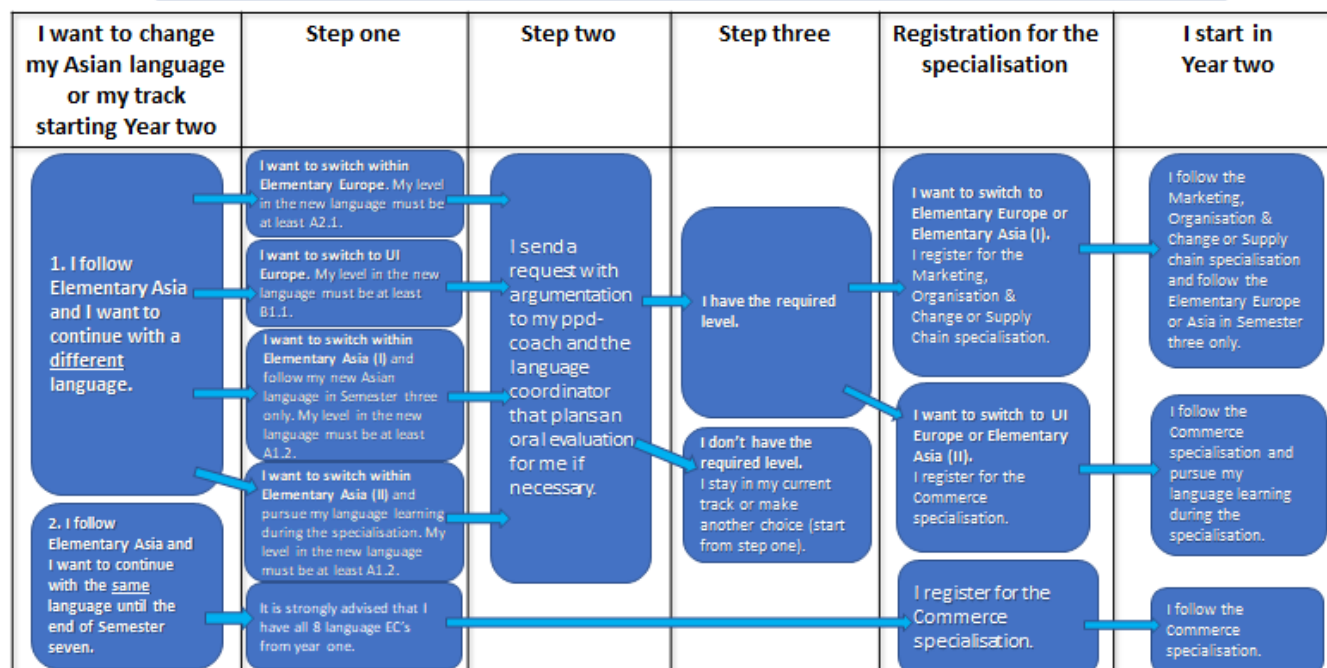 I want to change
my Asian language
or my track
starting Year two
Step one
Step two
Step three
Registration for the
specialisation
I start in
Year two
1. I follow
Elementary Asia
and I want to
continue with a
different
language.
2. I follow
Elementary Asia and
I want to continue
with the same
language until the
end of Semester
seven.
I want to switch within
Elementary Europe. My level
in the new language must be
at least A2.1.
I want to switch to UI
Europe. My level in the new
language must be at least
B1.1.
I want to switch within
Elementary Asia (I) and
follow my new Asian
language in Semester three
only. My level in the new
language must be at least
A1.2.
I want to switch within
Elementary Asia (II) and
pursue my language learning
during the specialisation. My
level in the new language
must be at least A1.2.
It is strongly advised that I
have all 8 language EC's
from year one.
I send a
request with
argumentation
to my ppd-
coach and the
language
coordinator
that plans an
oral evaluation
for me if
necessary.
I have the required
level.
I don't have the
required level.
I stay in my current
track or make
another choice (start
from step one).
I want to switch to
Elementary Europe or
Elementary Asia (I).
I register for the
Marketing,
Organisation &
Change or Supply
Chain specialisation.
I want to switch to UI
Europe or Elementary
Asia (II).
I register for the
Commerce
specialisation.
I register for the
Commerce
specialisation.
I follow the
Marketing,
Organisation &
Change or Supply
chain specialisation
and follow the
Elementary Europe
or Asia in Semester
three only.
I follow the
Commerce
specialisation and
pursue my
language learning
during the
specialisation.
I follow the
Commerce
specialisation.